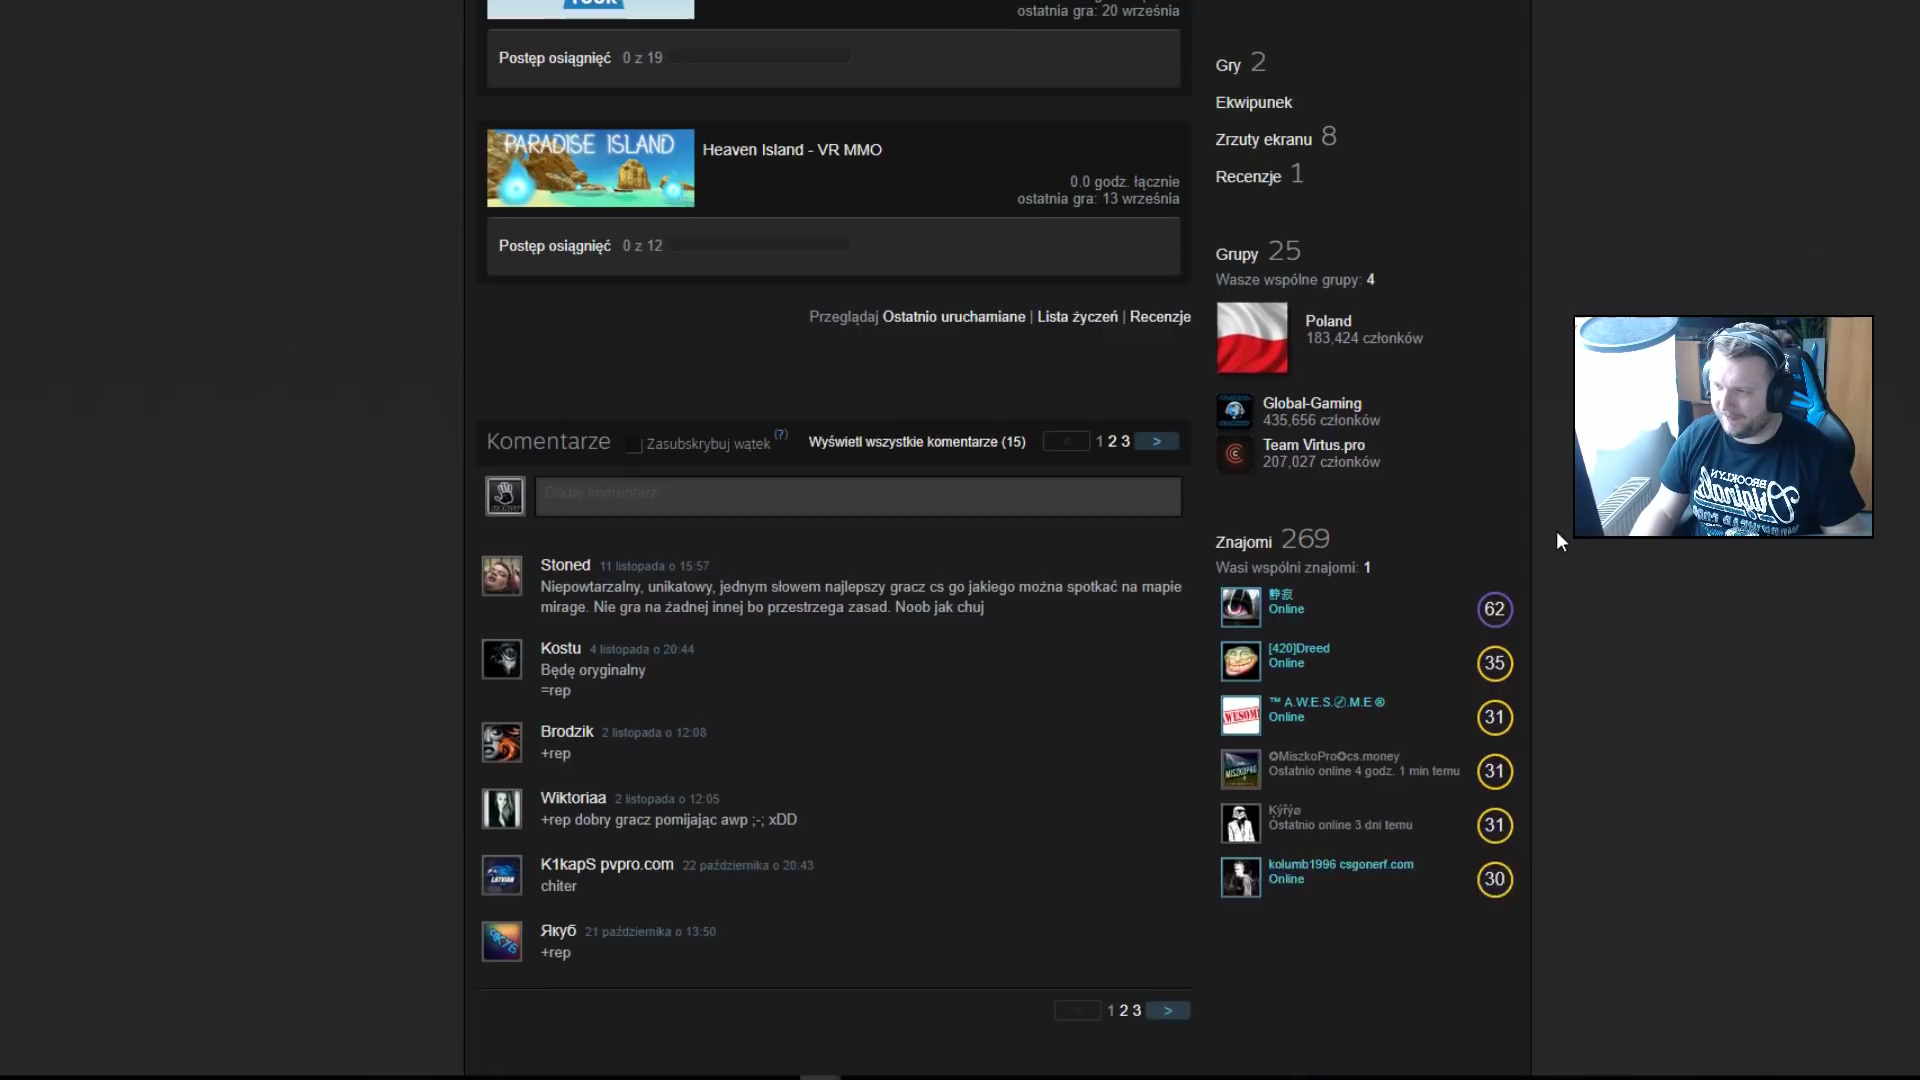 ostatnia gra: 20 września
Postęp osiągnięć 0 z 19
PARADISE ISLAND
Heaven Island - VR MMO
0.0 godz. łącznie
ostatnia gra: 13 września
Postęp osiągnięć 0 z 12
Przeglądaj Ostatnio uruchamiane | Lista życzeń | Recenzje
Komentarze Zasubskrybuj wątek (?) Wyświetl wszystkie komentarze (15) < 1 2 3 >
Dodaj komentarz
Stoned 11 listopada o 15:57
Niepowtarzalny, unikatowy, jednym słowem najlepszy gracz cs go jakiego można spotkać na mapie
mirage. Nie gra na żadnej innej bo przestrzega zasad. Noob jak chuj
Kostu 4 listopada o 20:44
Będę oryginalny
=rep
Brodzik 2 listopada o 12:08
+rep
Wiktoriaa 2 listopada o 12:05
+rep dobry gracz pomijając awp ;-; xDD
K1kapS pvpro.com 22 października o 20:43
chiter
Якуб 21 października o 13:50
+rep
1 2 3 >
Gry 2
Ekwipunek
Zrzuty ekranu 8
Recenzje 1
Grupy 25
Wasze wspólne grupy: 4
Poland
183,424 członków
Global-Gaming
435,656 członków
Team Virtus.pro
207,027 członków
Znajomi 269
Wasi wspólni znajomi: 1
静寂
Online
62
[420]Dreed
Online
35
™ A.W.E.S.〄.M.E ®
Online
31
✪MiszkoPro✪cs.money
Ostatnio online 4 godz. 1 min temu
31
Ostatnio online 3 dni temu
31
kolumb1996 csgonerf.com
Online
30
BROOKLYN
Originals